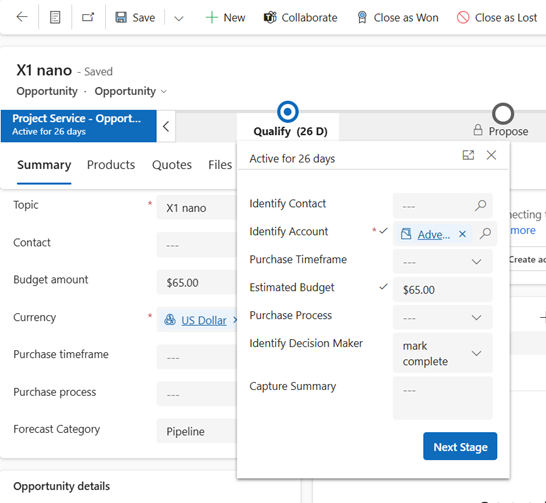 Save
New
Collaborate
Close as Won
Close as Lost
X1 nano - Saved
Opportunity · Opportunity
Project Service - Opport...
Active for 26 days
Qualify (26 D)
Propose
Summary Products Quotes Files
Active for 26 days
Topic * X1 nano
Contact ---
Budget amount $65.00
Currency * US Dollar
Purchase timeframe ---
Purchase process ---
Forecast Category Pipeline
Opportunity details
Identify Contact ---
Identify Account * Adve...
Purchase Timeframe ---
Estimated Budget $65.00
Purchase Process ---
Identify Decision Maker mark
complete
Capture Summary ---
Next Stage
necting te
more
Create ac